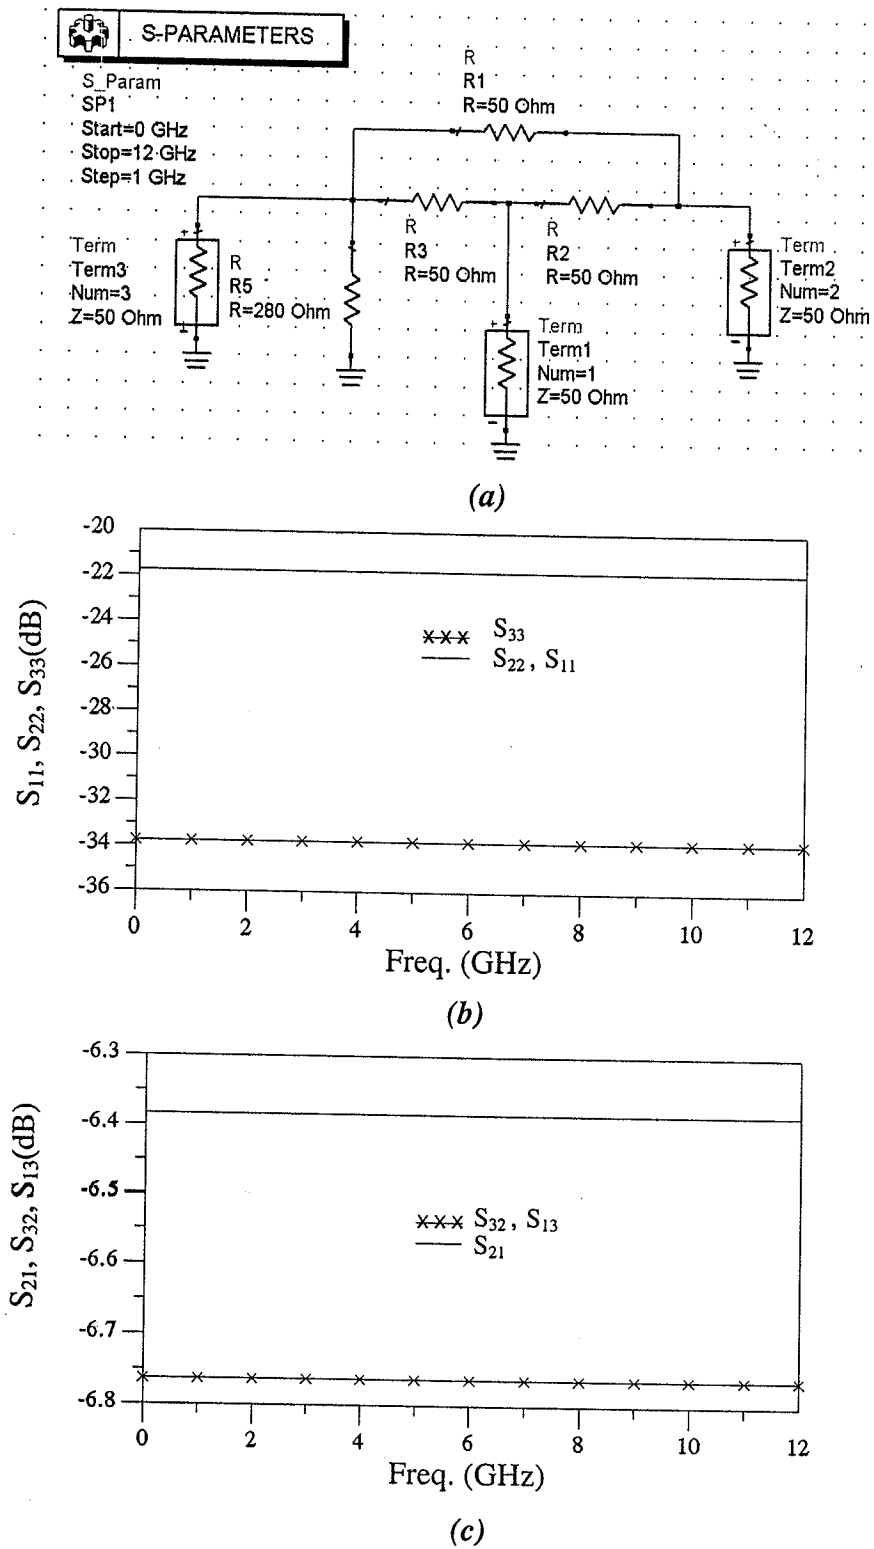 S-PARAMETERS
S_Param
SP1
Start=0 GHz
Stop=12 GHz
Step=1 GHz
R
R1
R=50 Ohm
Term
Term3
Num=3
Z=50 Ohm
R
R5
R=280 Ohm
R
R3
R=50 Ohm
R
R2
R=50 Ohm
Term
Term1
Num=1
Z=50 Ohm
Term
Term2
Num=2
Z=50 Ohm
(a)
S11, S22, S33(dB)
-20
-22
-24
-26
-28
-30
-32
-34
-36
S33
S22 , S11
0 2 4 6 8 10 12
Freq. (GHz)
(b)
S21, S32, S13(dB)
-6.3
-6.4
-6.5
-6.6
-6.7
-6.8
S32 , S13
S21
0 2 4 6 8 10 12
Freq. (GHz)
(c)